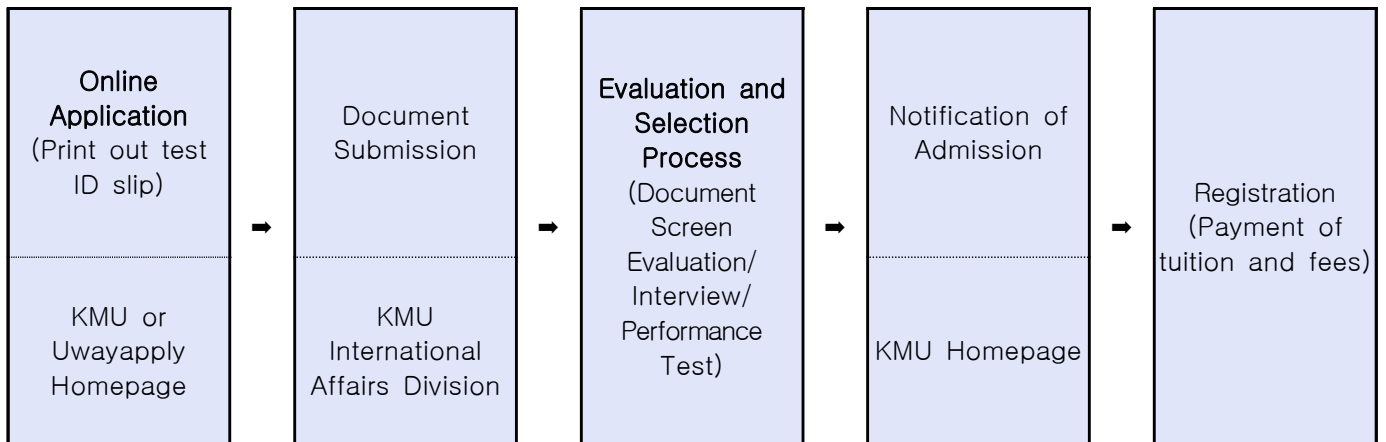 Online
Application
(Print out test
ID slip)
KMU or
Uwayapply
Homepage
➡
Document
Submission
KMU
International
Affairs Division
➡
Evaluation and
Selection
Process
(Document
Screen
Evaluation/
Interview/
Performance
Test)
➡
Notification of
Admission
KMU Homepage
➡
Registration
(Payment of
tuition and fees)